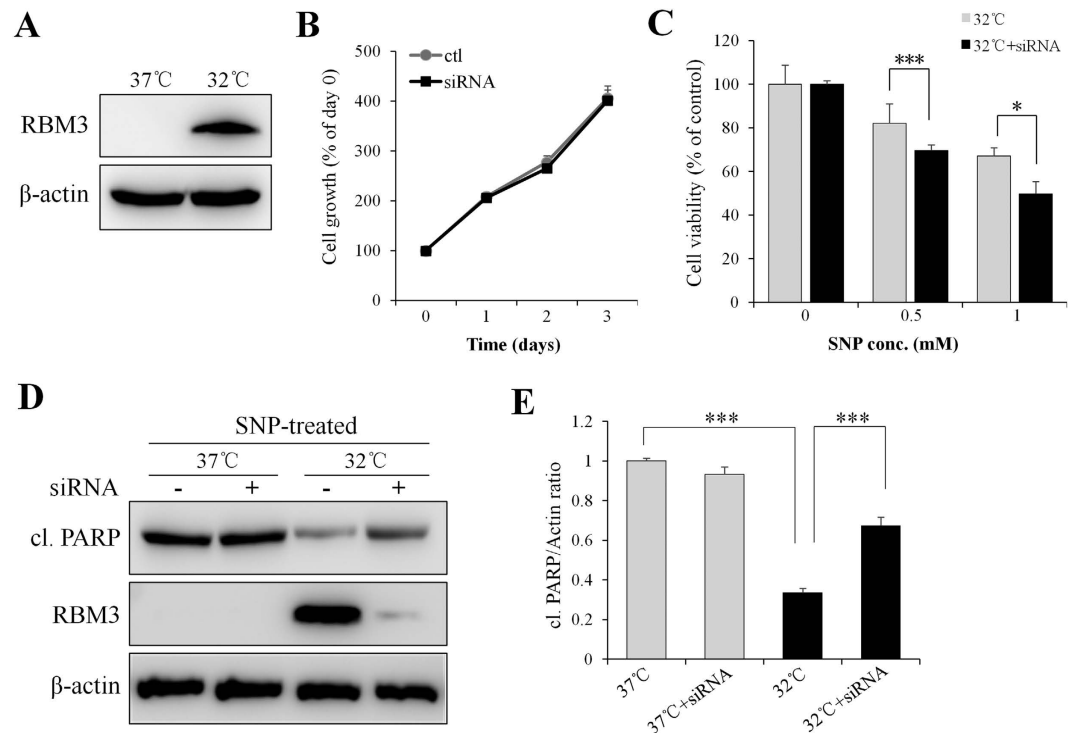 A
37℃ 32℃
RBM3
β-actin
B
ctl
siRNA
Cell growth (% of day 0)
500
400
300
200
100
0
0 1 2 3
Time (days)
C
32℃
32℃+siRNA
Cell viability (% of control)
120
100
80
60
40
20
0
***
*
0 0.5 1
SNP conc. (mM)
D
SNP-treated
37℃ 32℃
siRNA - + - +
cl. PARP
RBM3
β-actin
E
cl. PARP/Actin ratio
1.2
1
0.8
0.6
0.4
0.2
0
*** ***
37℃ 37℃+siRNA 32℃ 32℃+siRNA